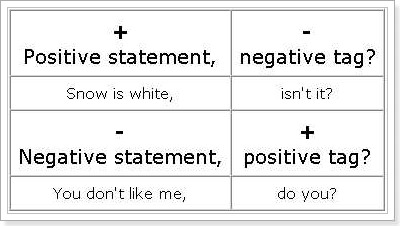 + -
Positive statement, negative tag?
Snow is white, isn't it?
- +
Negative statement, positive tag?
You don't like me, do you?